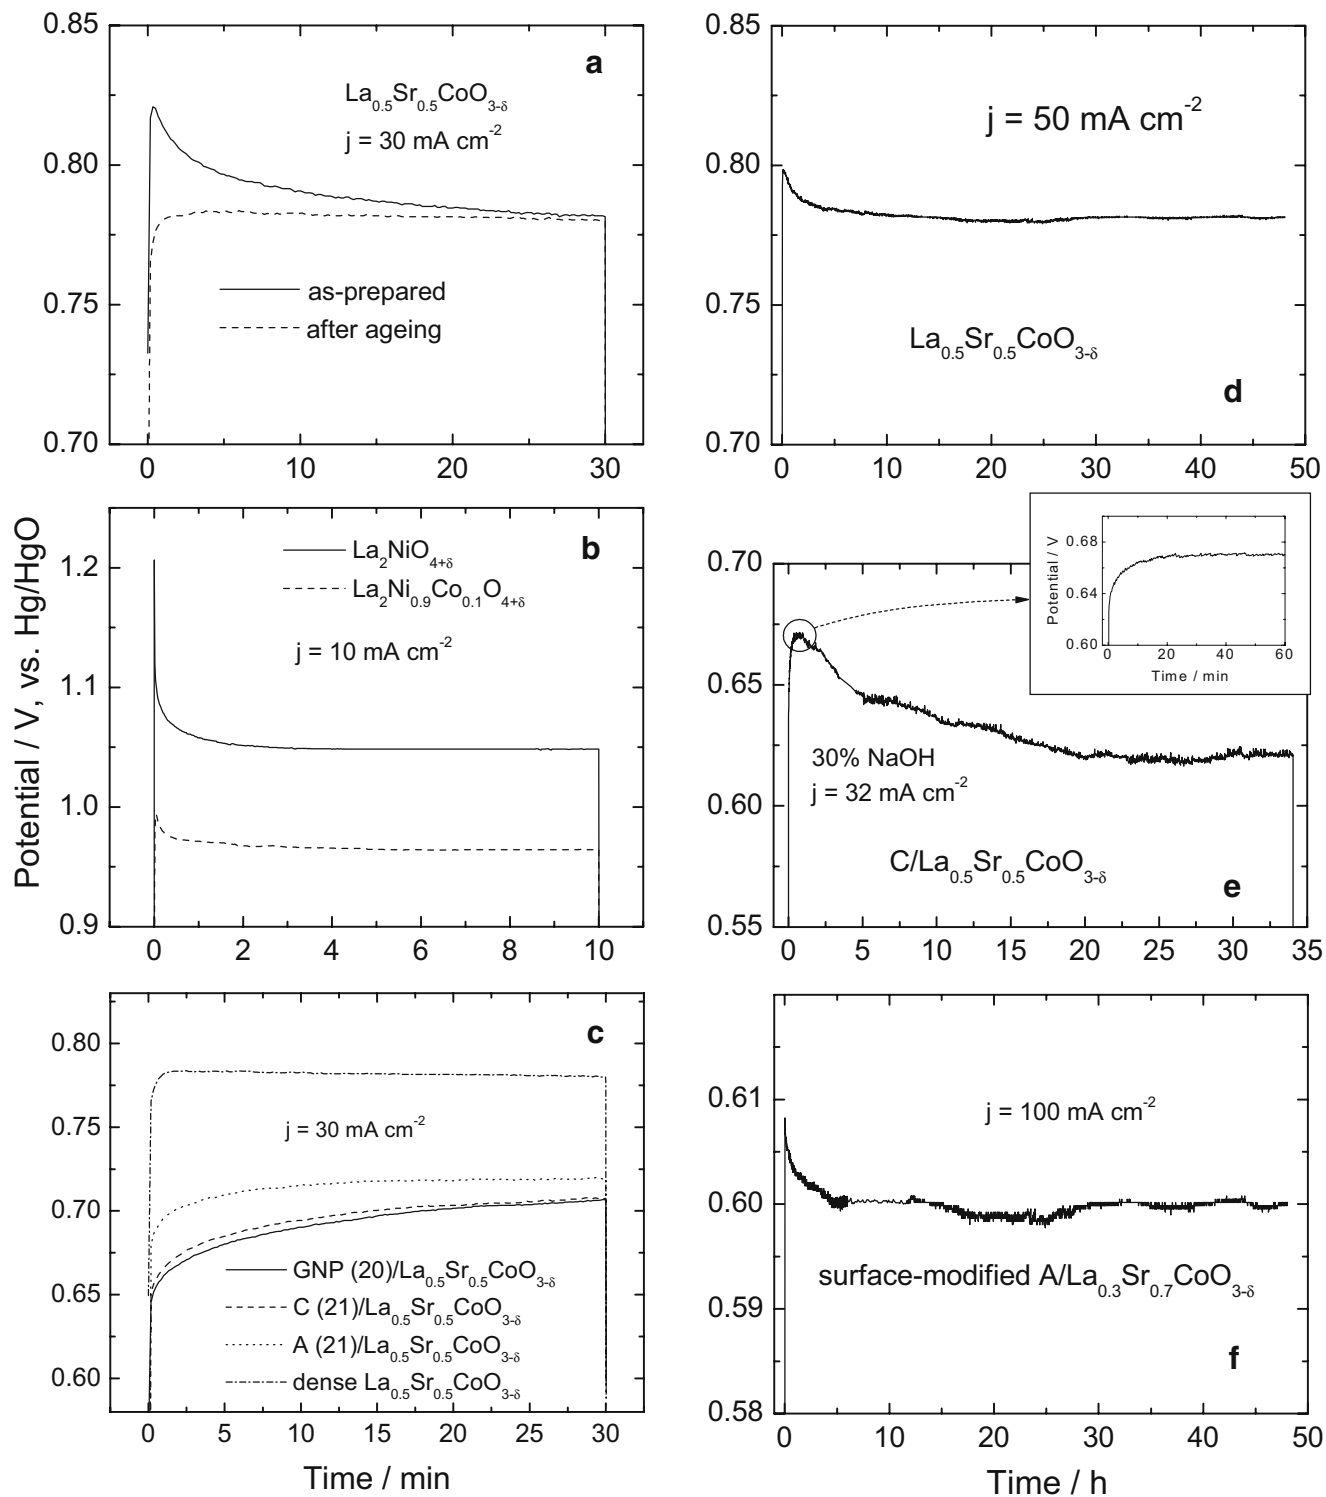 Potential / V, vs. Hg/HgO
0.85
0.80
0.75
0.70
a
La0.5Sr0.5CoO3-δ
j = 30 mA cm-2
as-prepared
after ageing
0 10 20 30
1.2
1.1
1.0
0.9
b
La2NiO4+δ
La2Ni0.9Co0.1O4+δ
j = 10 mA cm-2
0 2 4 6 8 10
0.80
0.75
0.70
0.65
0.60
c
j = 30 mA cm-2
GNP (20)/La0.5Sr0.5CoO3-δ
C (21)/La0.5Sr0.5CoO3-δ
A (21)/La0.5Sr0.5CoO3-δ
dense La0.5Sr0.5CoO3-δ
0 5 10 15 20 25 30
Time / min
0.85
0.80
0.75
0.70
j = 50 mA cm-2
La0.5Sr0.5CoO3-δ
d
0 10 20 30 40 50
0.70
0.65
0.60
0.55
Potential / V
0.68
0.64
0.60
0 20 40 60
Time / min
30% NaOH
j = 32 mA cm-2
C/La0.5Sr0.5CoO3-δ
e
0 5 10 15 20 25 30 35
0.61
0.60
0.59
0.58
j = 100 mA cm-2
surface-modified A/La0.3Sr0.7CoO3-δ
f
0 10 20 30 40 50
Time / h